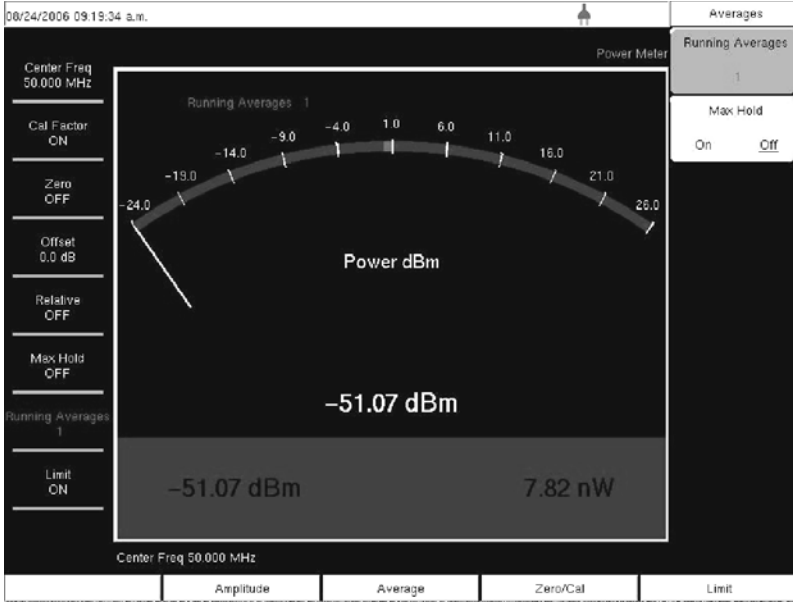 08/24/2006 09:19:34 a.m.
Averages
Power Meter
Running Averages
1
Max Hold
On Off
Center Freq
50.000 MHz
Cal Factor
ON
Zero
OFF
Offset
0.0 dB
Relative
OFF
Max Hold
OFF
Running Averages
1
Limit
ON
Running Averages 1
-24.0 -19.0 -14.0 -9.0 -4.0 1.0 6.0 11.0 16.0 21.0 26.0
Power dBm
-51.07 dBm
-51.07 dBm 7.82 nW
Center Freq 50.000 MHz
Amplitude Average Zero/Cal Limit